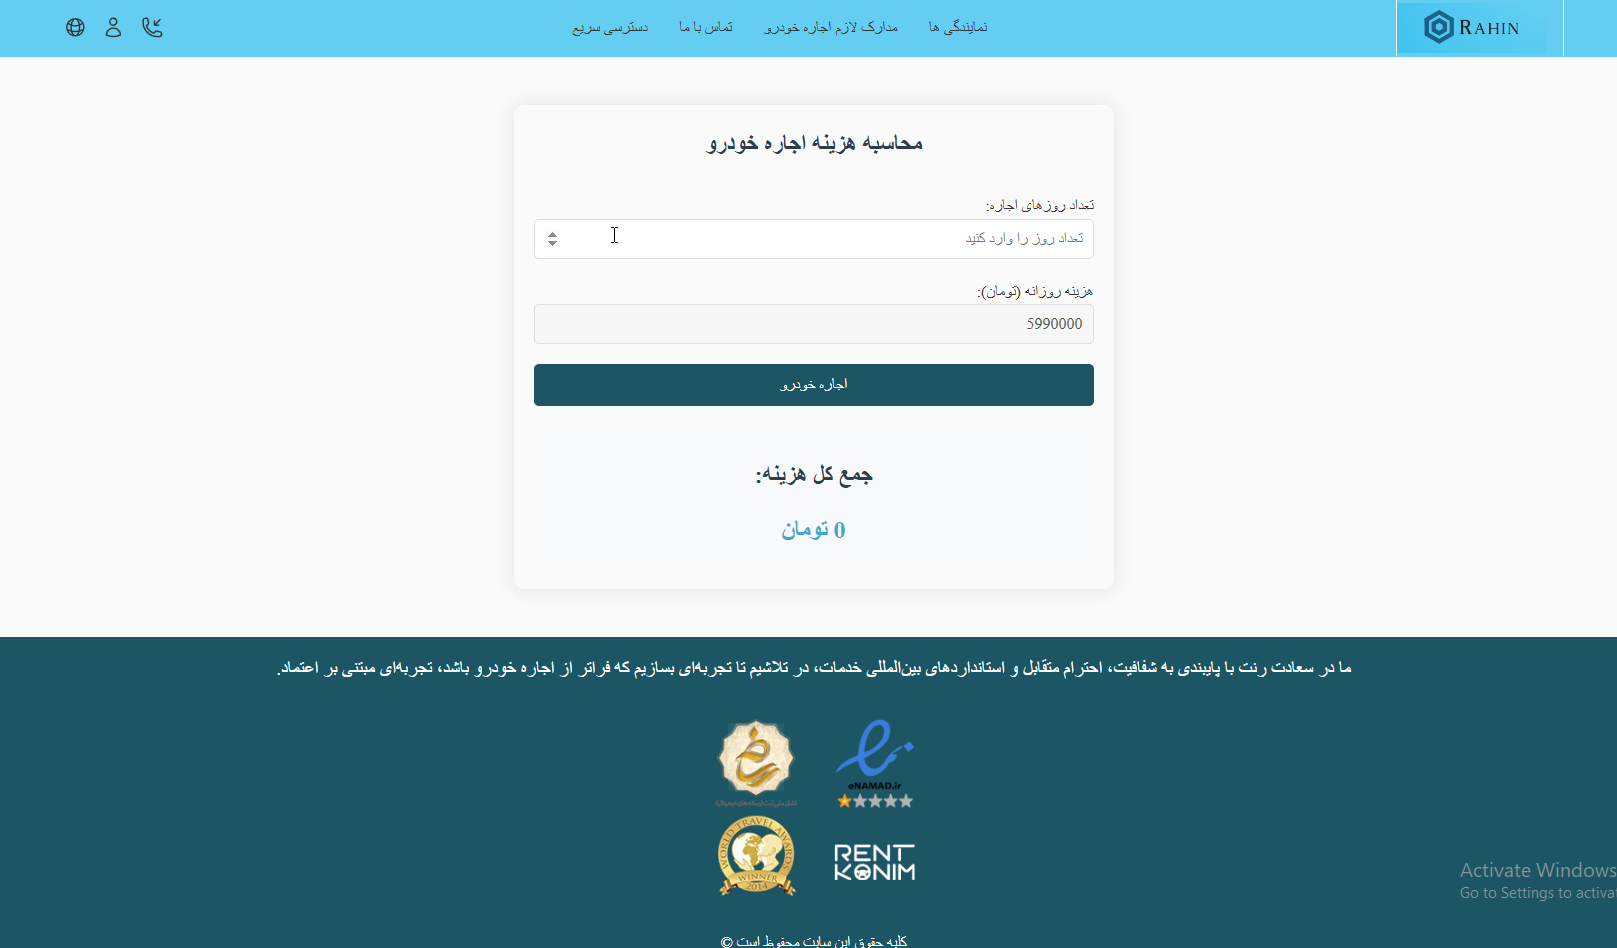 RAHIN
نمایندگی ها
مدارک لازم اجاره خودرو
تماس با ما
دسترسی سریع
محاسبه هزینه اجاره خودرو
تعداد روزهای اجاره:
تعداد روز را وارد کنید
هزینه روزانه (تومان):
5990000
اجاره خودرو
جمع کل هزینه:
0 تومان
ما در سعادت رنت با پایبندی به شفافیت، احترام متقابل و استانداردهای بین‌المللی خدمات، در تلاشیم تا تجربه‌ای بسازیم که فراتر از اجاره خودرو باشد، تجربه‌ای مبتنی بر اعتماد.
eNAMAD.ir
WORLD TRAVEL AWARDS
WINNER
2014
RENT
KONIM
Activate Windows
Go to Settings to activat
کلیه حقوق این سایت محفوظ است ©